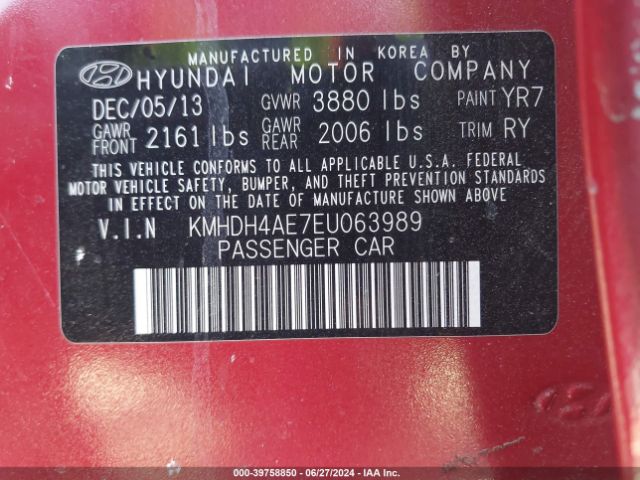 MANUFACTURED IN KOREA BY
HYUNDAI MOTOR COMPANY
DEC/05/13 GVWR 3880 lbs PAINT YR7
GAWR FRONT 2161 lbs GAWR REAR 2006 lbs TRIM RY
THIS VEHICLE CONFORMS TO ALL APPLICABLE U.S.A. FEDERAL
MOTOR VEHICLE SAFETY, BUMPER, AND THEFT PREVENTION STANDARDS
IN EFFECT ON THE DATE OF MANUFACTURE SHOWN ABOVE
V.I.N KMHDH4AE7EU063989
PASSENGER CAR
000-39758850 | 06/27/2024 | IAAI.COM